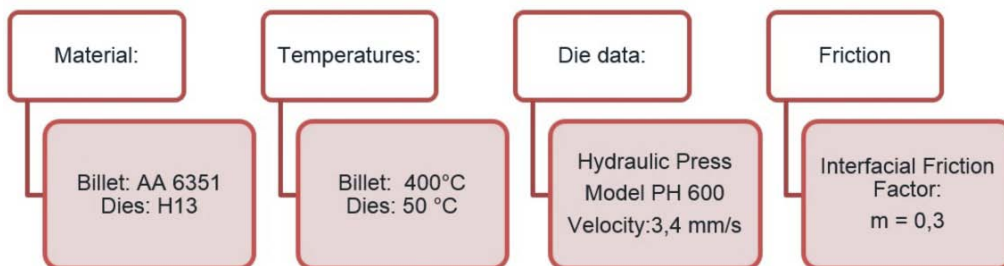 Material:
Billet: AA 6351
Dies: H13
Temperatures:
Billet: 400°C
Dies: 50 °C
Die data:
Hydraulic Press
Model PH 600
Velocity:3,4 mm/s
Friction
Interfacial Friction
Factor:
m = 0,3